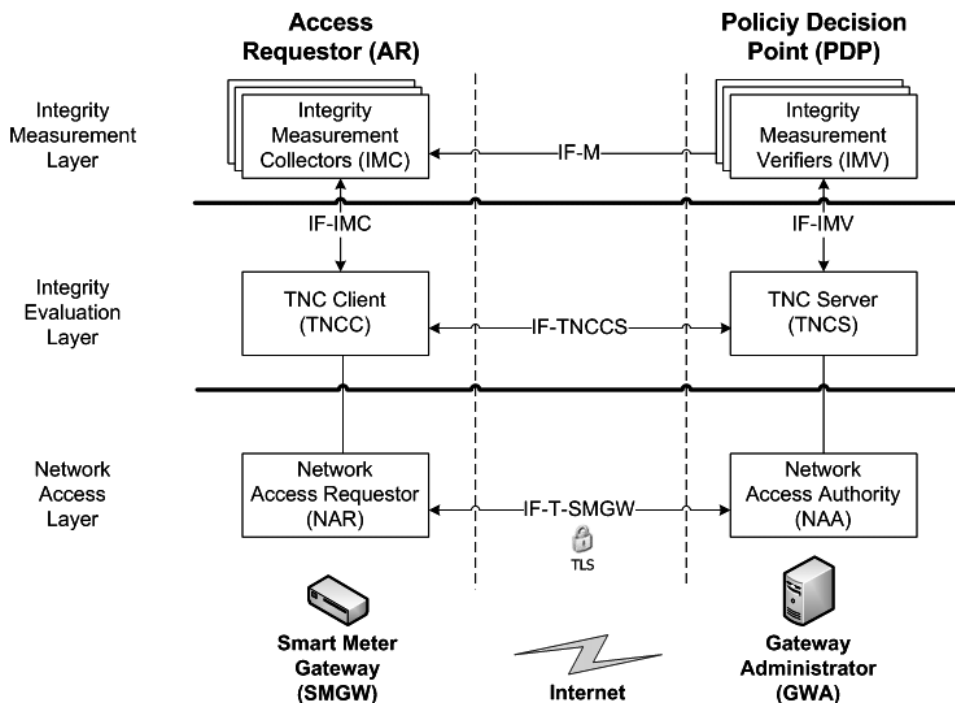 Access
Requestor (AR)
Policiy Decision
Point (PDP)
Integrity
Measurement
Layer
Integrity
Measurement
Collectors (IMC)
IF-M
Integrity
Measurement
Verifiers (IMV)
IF-IMC
IF-IMV
Integrity
Evaluation
Layer
TNC Client
(TNCC)
IF-TNCCS
TNC Server
(TNCS)
Network
Access
Layer
Network
Access Requestor
(NAR)
IF-T-SMGW
TLS
Network
Access Authority
(NAA)
Smart Meter
Gateway
(SMGW)
Internet
Gateway
Administrator
(GWA)